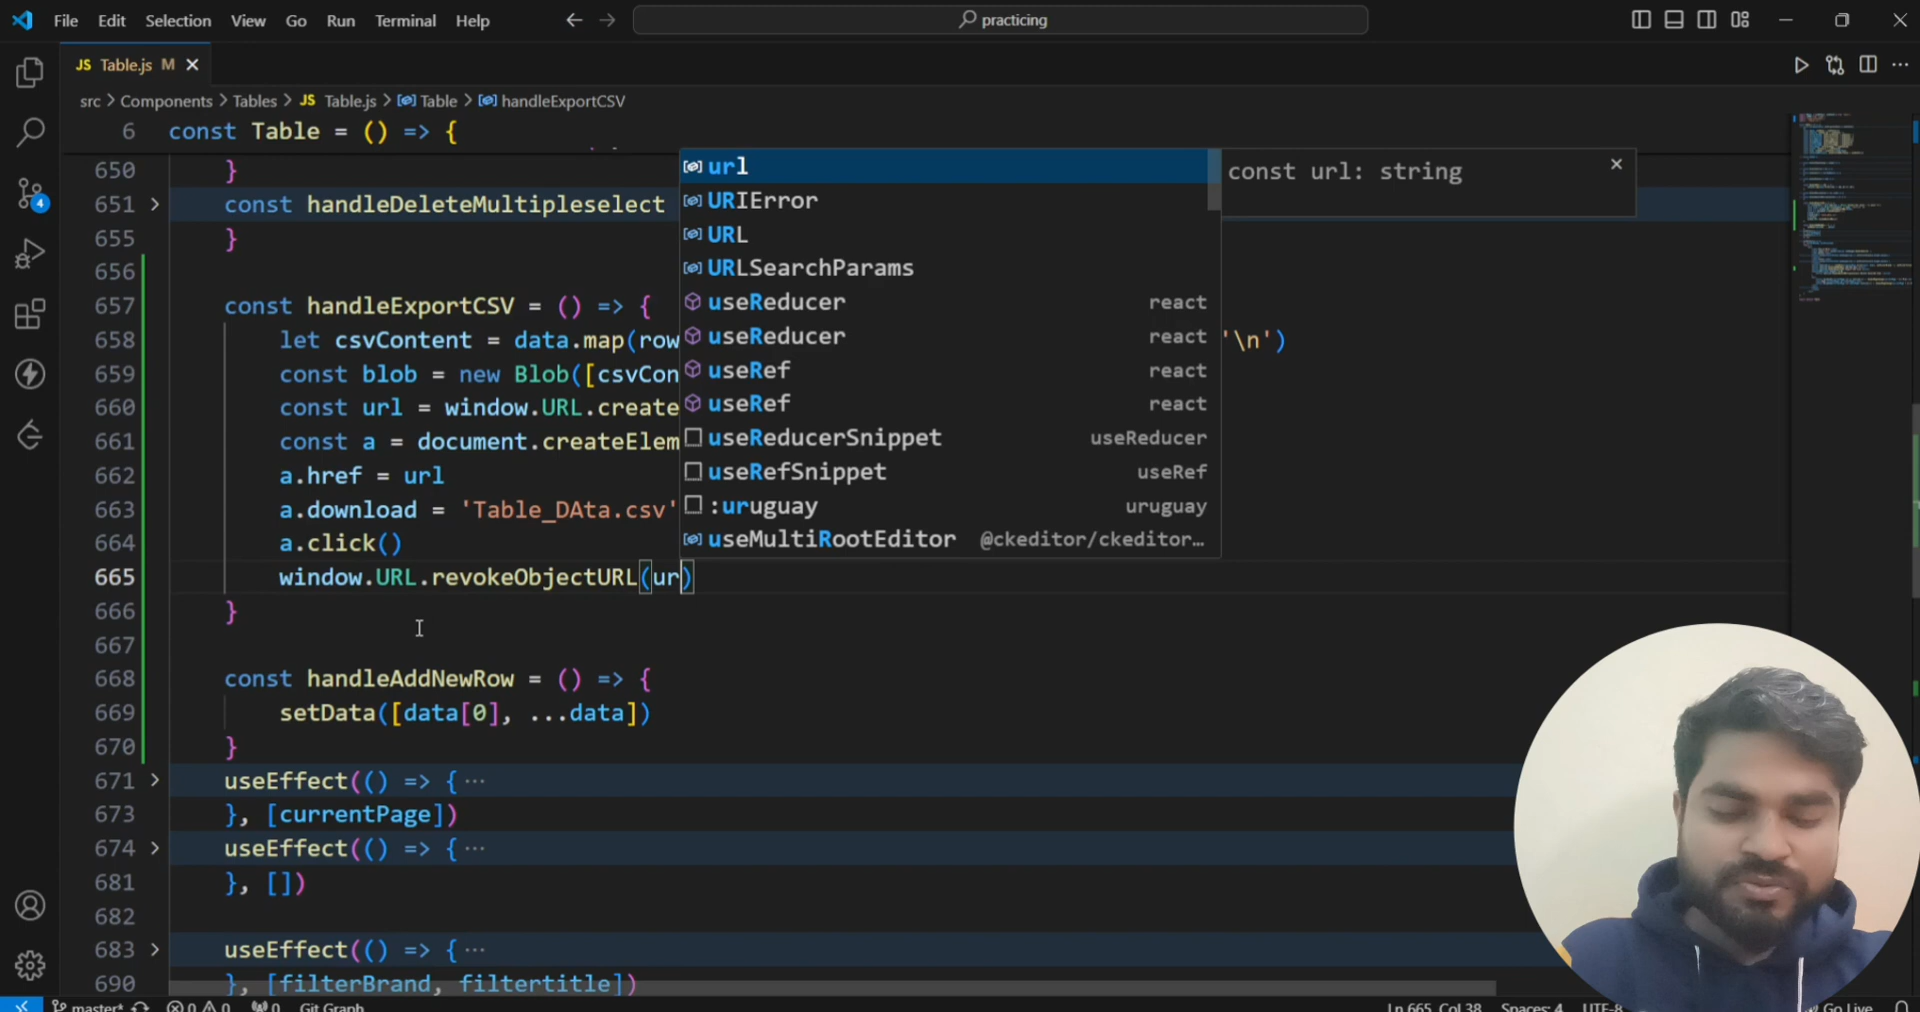 File Edit Selection View Go Run Terminal Help
practicing
JS Table.js M
src > Components > Tables > JS Table.js > Table > handleExportCSV
6 const Table = () => {
650 }
651 const handleDeleteMultipleselect
655 }
656
657 const handleExportCSV = () => {
658 let csvContent = data.map(row '\n')
659 const blob = new Blob([csvCon
660 const url = window.URL.create
661 const a = document.createElem
662 a.href = url
663 a.download = 'Table_DAta.csv'
664 a.click()
665 window.URL.revokeObjectURL(ur)
666 }
667
668 const handleAddNewRow = () => {
669 setData([data[0], ...data])
670 }
671 useEffect(() => { ...
673 }, [currentPage])
674 useEffect(() => { ...
681 }, [])
682
683 useEffect(() => { ...
690 }, [filterBrand, filtertitle])
url
URIError
URL
URLSearchParams
useReducer react
useReducer react
useRef react
useRef react
useReducerSnippet useReducer
useRefSnippet useRef
:uruguay uruguay
useMultiRootEditor @ckeditor/ckeditor...
const url: string
4
master* 0 0 0 Git Graph Ln 665, Col 38 Spaces: 4 UTF-8 Go Live